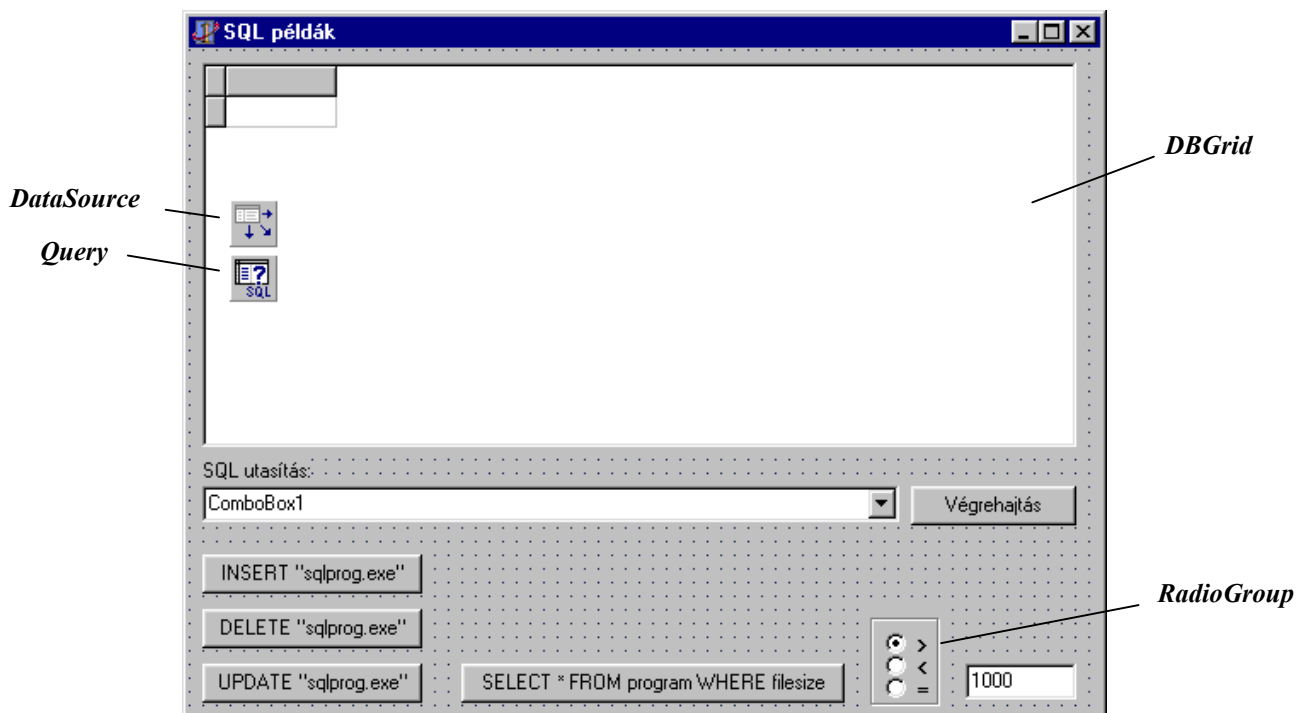 SQL példák
DBGrid
DataSource
Query
SQL
SQL utasítás:
ComboBox1
Végrehajtás
INSERT "sqlprog.exe"
RadioGroup
DELETE "sqlprog.exe"
>
<
=
UPDATE "sqlprog.exe"
SELECT * FROM program WHERE filesize
1000